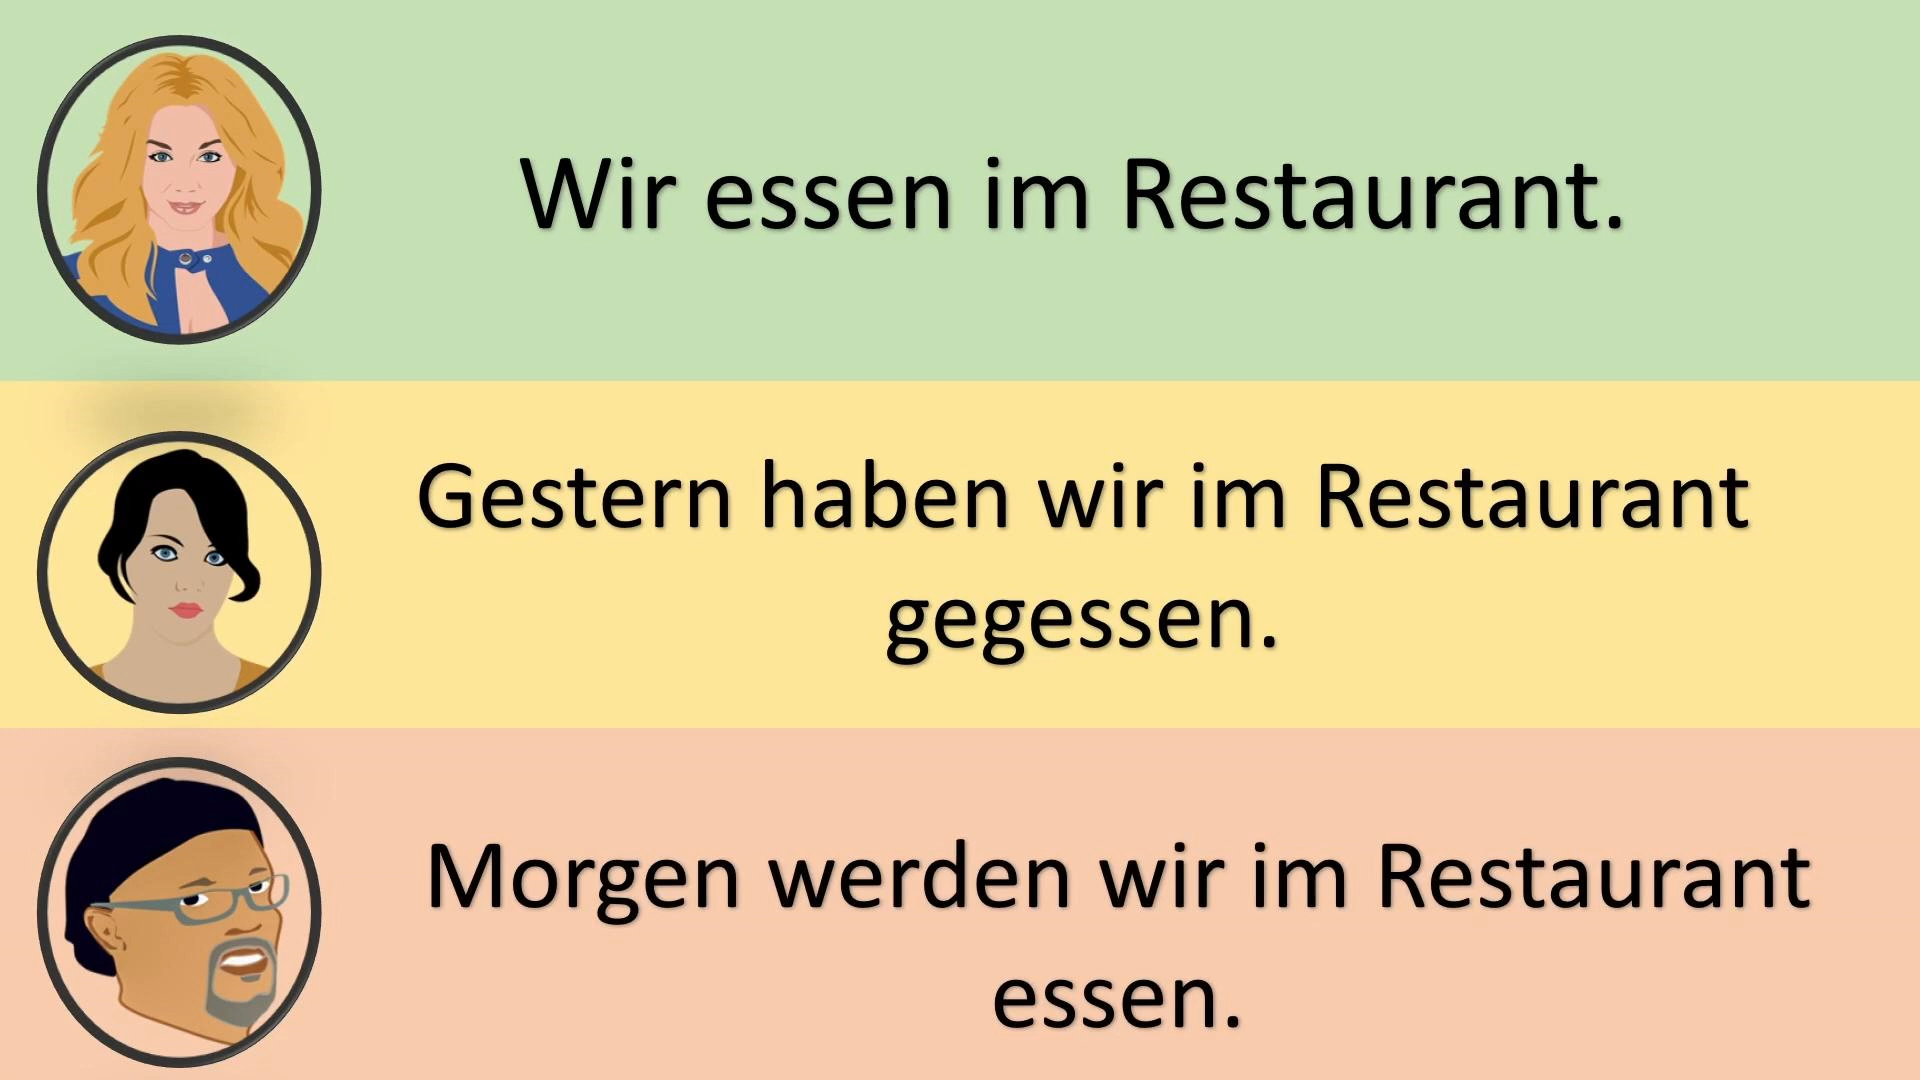 Wir essen im Restaurant.
Gestern haben wir im Restaurant
gegessen.
Morgen werden wir im Restaurant
essen.